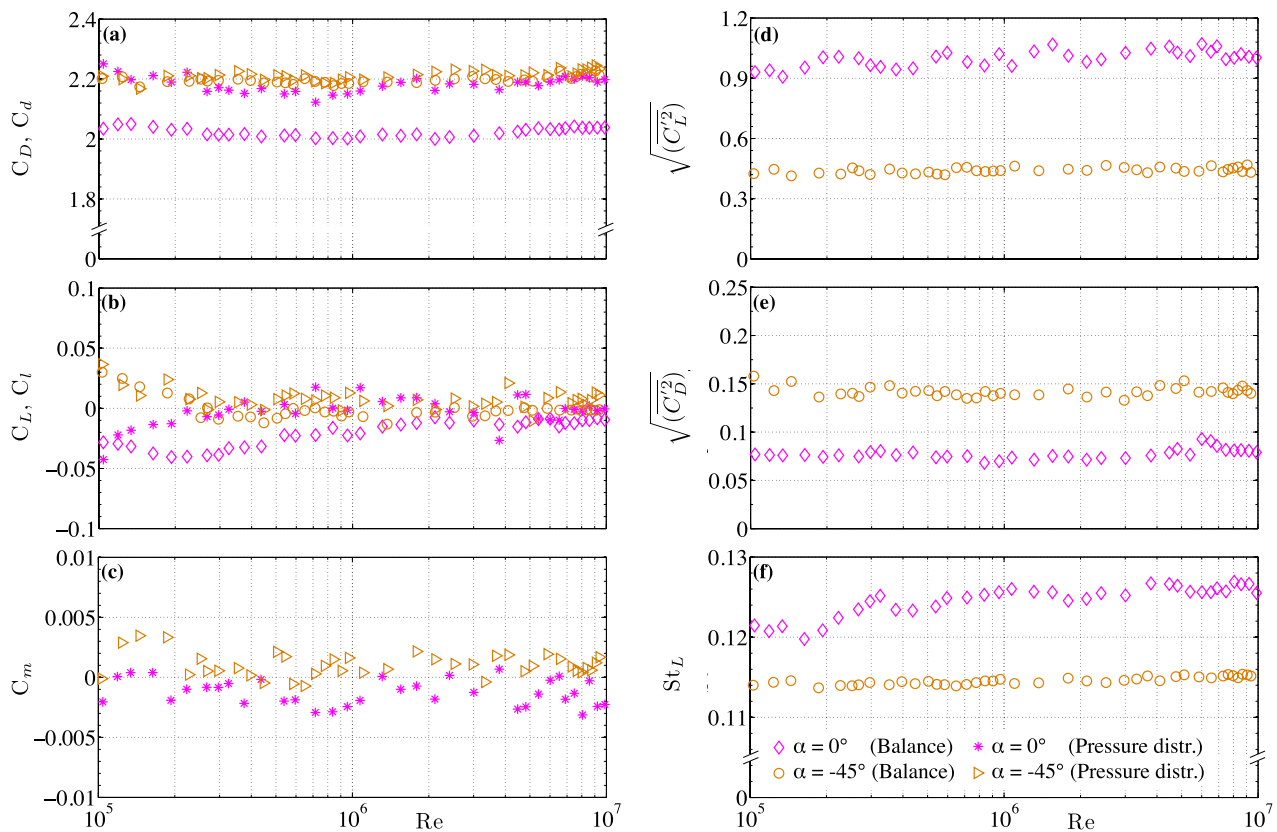 (a)
2.4
2.2
2
1.8
0
C_D, C_d
(b)
0.1
0.05
0
−0.05
−0.1
C_L, C_l
(c)
0.01
0.005
0
−0.005
−0.01
C_m
10^5
Re
10^6
10^7
(d)
1.2
0.9
0.6
0.3
0
√(C'_L^2)
(e)
0.25
0.2
0.15
0.1
0.05
0
√(C'_D^2)
(f)
0.13
0.12
0.11
0
St_L
α = 0° (Balance)
α = 0° (Pressure distr.)
α = -45° (Balance)
α = -45° (Pressure distr.)
10^5
Re
10^6
10^7